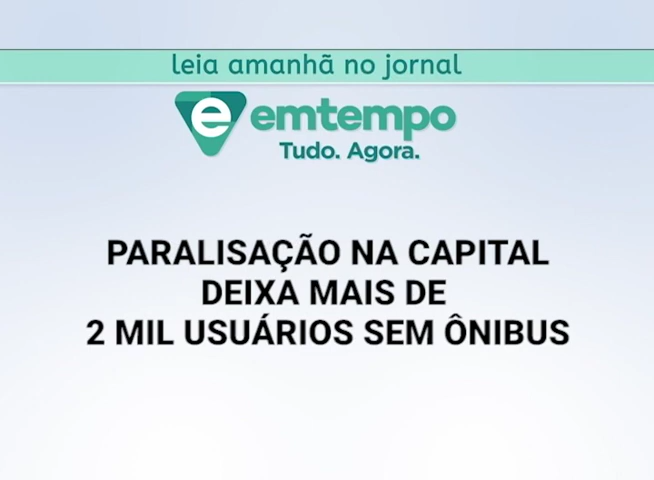 leia amanhã no jornal
e emtempo
Tudo. Agora.
PARALISAÇÃO NA CAPITAL
DEIXA MAIS DE
2 MIL USUÁRIOS SEM ÔNIBUS